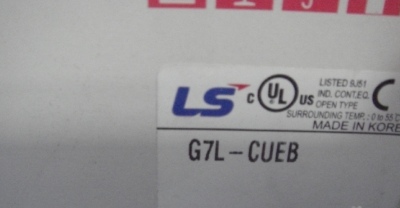 LS
C UL US
LISTED 9J51
IND. CONT.EQ.
OPEN TYPE
SURROUNDING TEMP.: 0 to 55°C
MADE IN KORE
G7L-CUEB